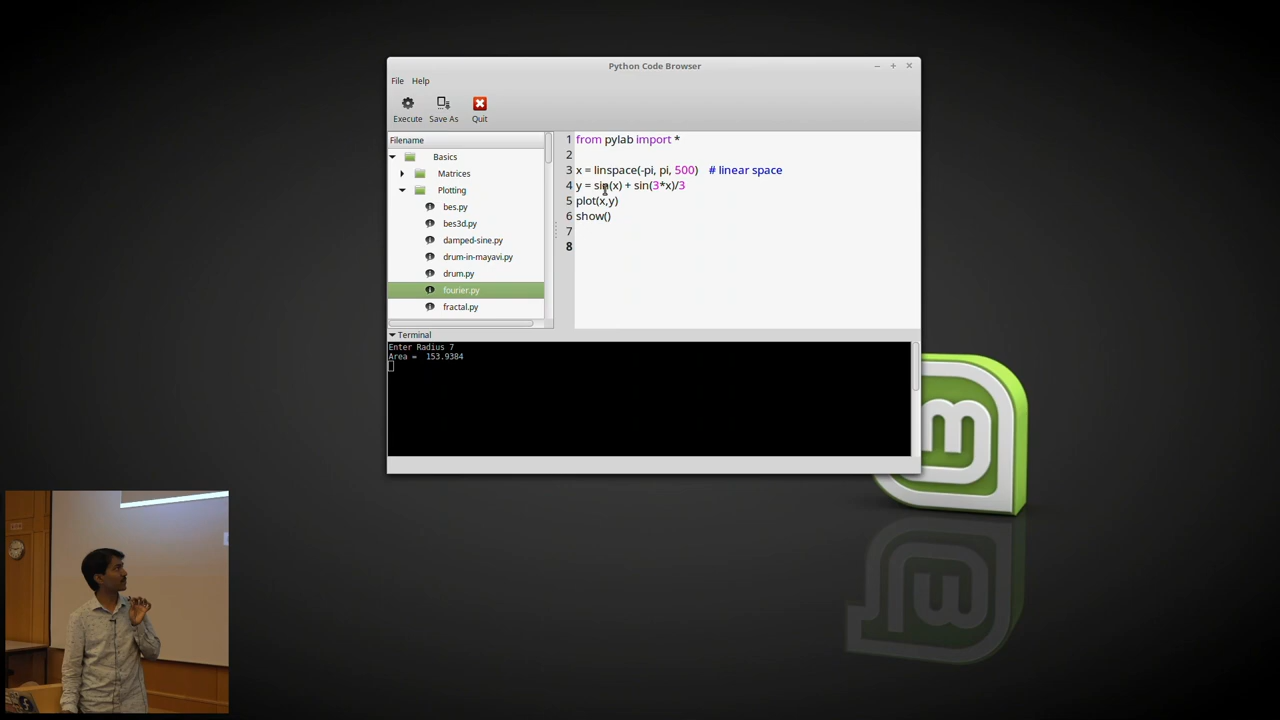 Python Code Browser
File Help
Execute Save As Quit
Filename
Basics
Matrices
Plotting
bes.py
bes3d.py
damped-sine.py
drum-in-mayavi.py
drum.py
fourier.py
fractal.py
1 from pylab import *
2
3 x = linspace(-pi, pi, 500) # linear space
4 y = sin(x) + sin(3*x)/3
5 plot(x,y)
6 show()
7
8
Terminal
Enter Radius 7
Area = 153.9384